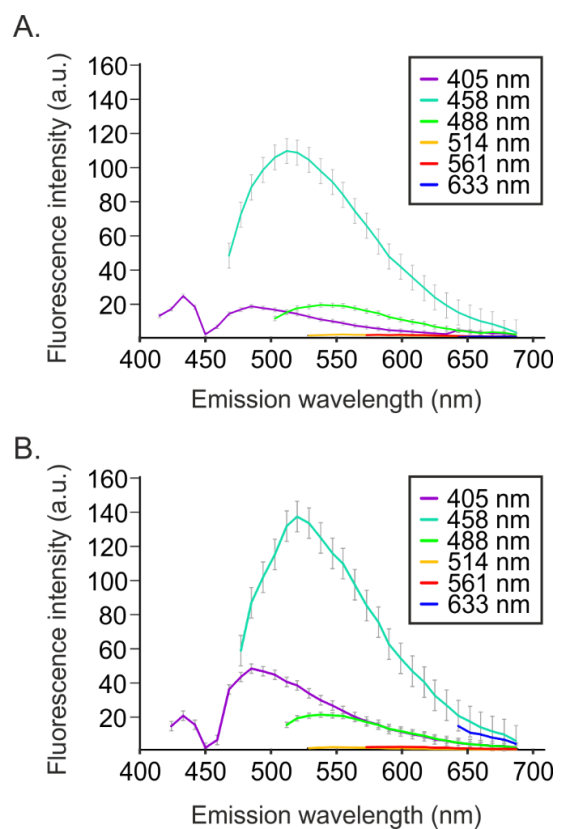 A.
160
140
120
100
80
60
40
20
400 450 500 550 600 650 700
Fluorescence intensity (a.u.)
Emission wavelength (nm)
405 nm
458 nm
488 nm
514 nm
561 nm
633 nm
B.
160
140
120
100
80
60
40
20
400 450 500 550 600 650 700
Fluorescence intensity (a.u.)
Emission wavelength (nm)
405 nm
458 nm
488 nm
514 nm
561 nm
633 nm